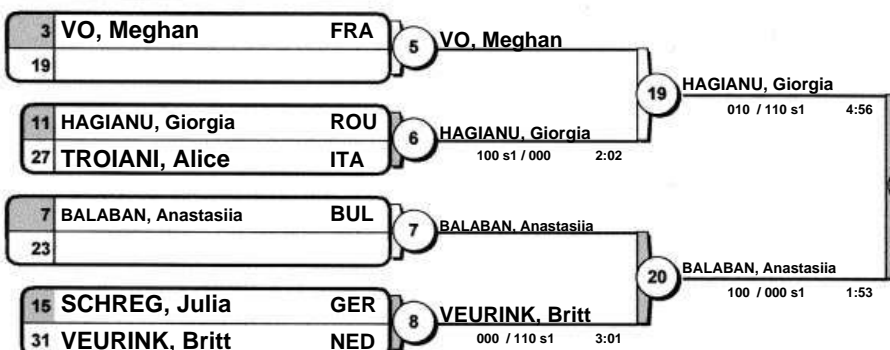 3 VO, Meghan FRA
19
5 VO, Meghan
11 HAGIANU, Giorgia ROU
27 TROIANI, Alice ITA
6 HAGIANU, Giorgia
100 s1 / 000 2:02
19 HAGIANU, Giorgia
010 / 110 s1 4:56
7 BALABAN, Anastasiia BUL
23
7 BALABAN, Anastasiia
15 SCHREG, Julia GER
31 VEURINK, Britt NED
8 VEURINK, Britt
000 / 110 s1 3:01
20 BALABAN, Anastasiia
100 / 000 s1 1:53